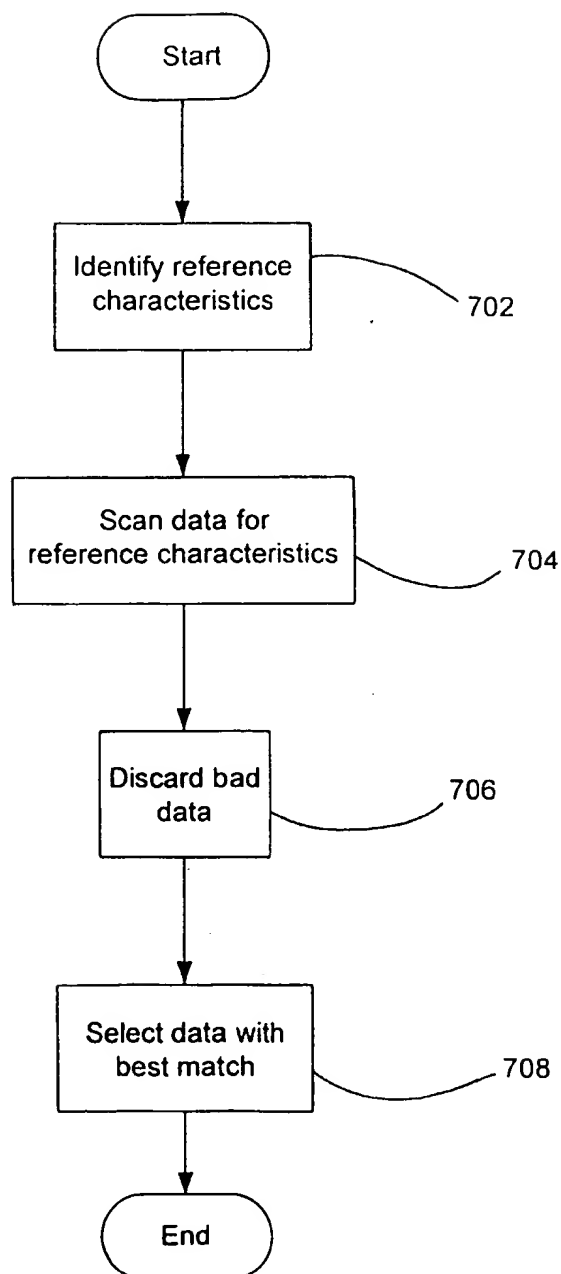 Start
Identify reference
characteristics
702
Scan data for
reference characteristics
704
Discard bad
data
706
Select data with
best match
708
End